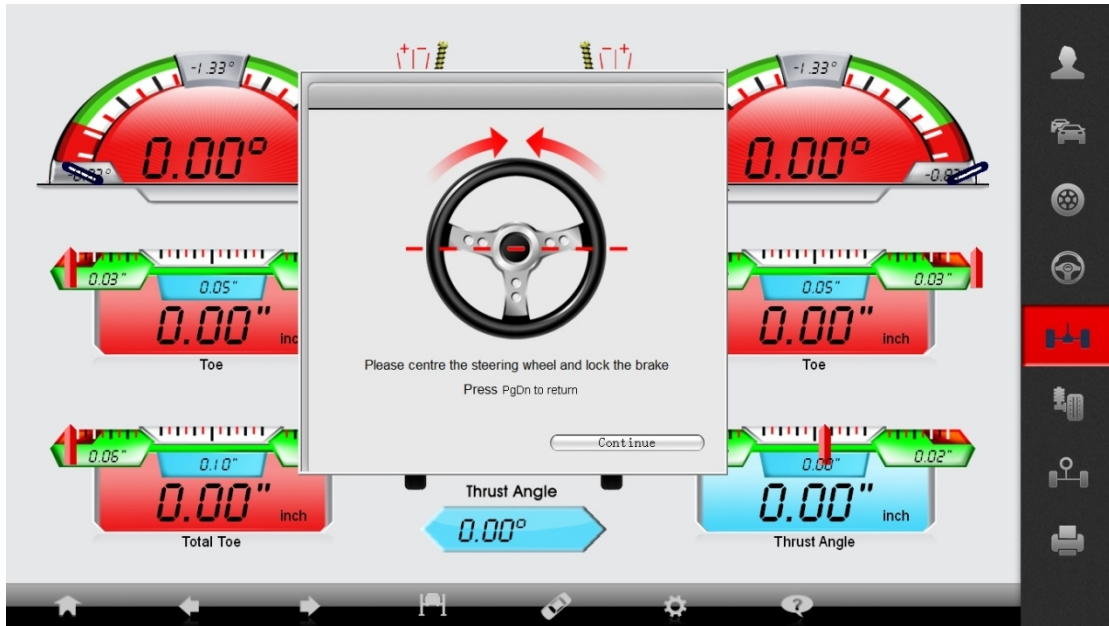 -1.33°
-1.33°
0.00°
0.00°
-0.83°
0.03"
0.05"
0.05"
0.03"
0.00" inc
0.00" inch
Toe
Toe
Please centre the steering wheel and lock the brake
Press PgDn to return
Continue
0.06"
0.10"
0.02"
0.00" inch
Thrust Angle
0.00" inch
0.00°
Total Toe
Thrust Angle